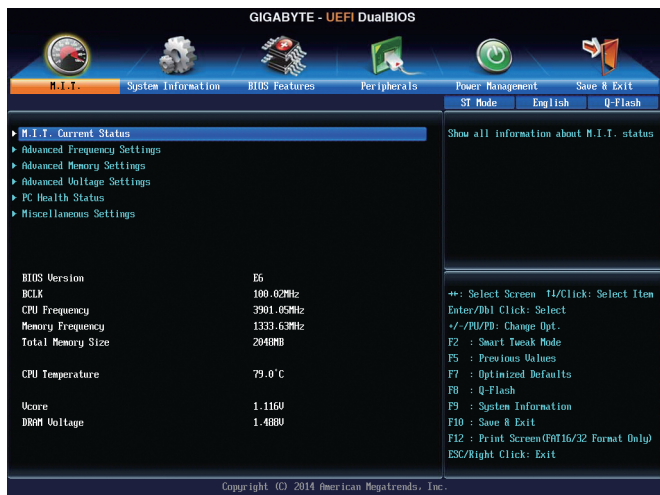 GIGABYTE - UEFI DualBIOS
M.I.T. System Information BIOS Features Peripherals Power Management Save & Exit
ST Mode English Q-Flash
M.I.T. Current Status
Advanced Frequency Settings
Advanced Memory Settings
Advanced Voltage Settings
PC Health Status
Miscellaneous Settings
Show all information about M.I.T. status
BIOS Version E6
BCLK 100.02MHz
CPU Frequency 3901.05MHz
Memory Frequency 1333.63MHz
Total Memory Size 2048MB
CPU Temperature 79.0°C
Vcore 1.116V
DRAM Voltage 1.488V
→←: Select Screen ↑↓/Click: Select Item
Enter/Dbl Click: Select
+/-/PU/PD: Change Opt.
F2 : Smart Tweak Mode
F5 : Previous Values
F7 : Optimized Defaults
F8 : Q-Flash
F9 : System Information
F10 : Save & Exit
F12 : Print Screen(FAT16/32 Format Only)
ESC/Right Click: Exit
Copyright (C) 2014 American Megatrends, Inc.